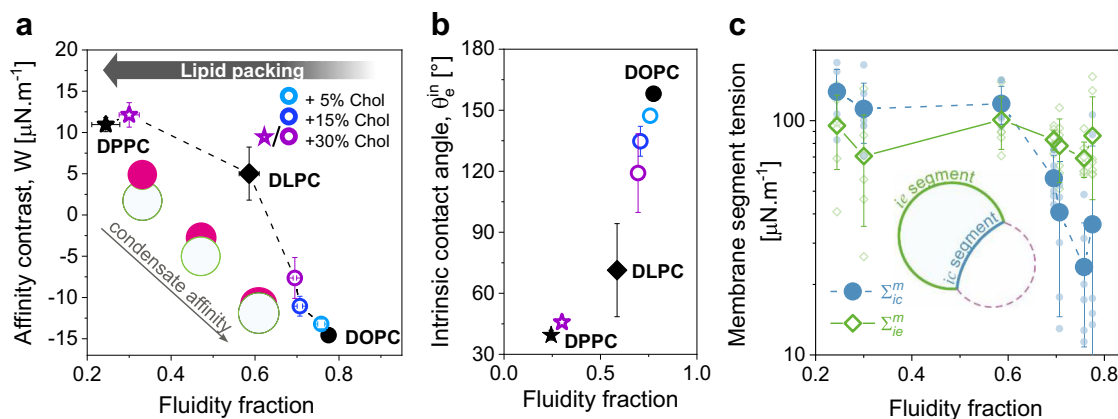 a
Affinity contrast, W [µN.m⁻¹]
20
15
10
5
0
-5
-10
-15
Lipid packing
+ 5% Chol
+15% Chol
+30% Chol
/
DPPC
DLPC
DOPC
condensate affinity
0.2 0.4 0.6 0.8
Fluidity fraction
b
Intrinsic contact angle, θₑⁱⁿ [°]
180
150
120
90
60
30
DOPC
DLPC
DPPC
0.0 0.5 1.0
Fluidity fraction
c
Membrane segment tension
[µN.m⁻¹]
100
10
ie segment
ic segment
Σᵐ_ic
Σᵐ_ie
0.2 0.4 0.6 0.8
Fluidity fraction